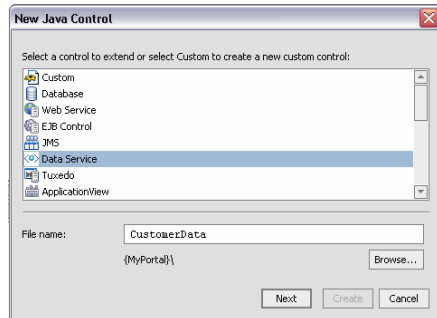 New Java Control
Select a control to extend or select Custom to create a new custom control:
Custom
Database
Web Service
EJB Control
JMS
Data Service
Tuxedo
ApplicationView
File name:
CustomerData
{MyPortal}\
Browse...
Next
Create
Cancel